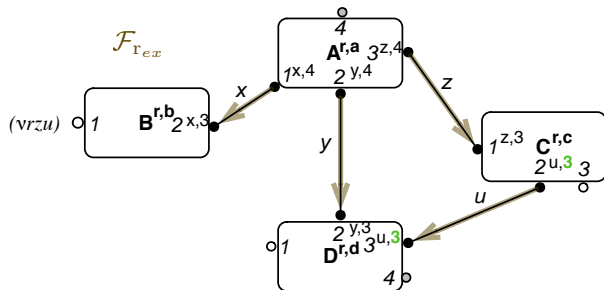 ℱ_{r_{ex}}
4
A^{r,a}
3^{z,4}
1^{x,4}
2^{y,4}
x
z
(νrzu)
1
B^{r,b}
2^{x,3}
y
1^{z,3}
C^{r,c}
2^{u,3}
3
u
1
2^{y,3}
D^{r,d}
3^{u,3}
4